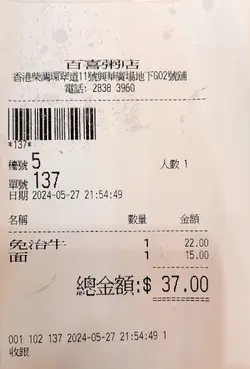 百喜粥店
香港柴灣環翠道11號興華廣場地下G02號舖
電話: 2838 3960
*137*
檯號 5 人數 1
單號 137
日期 2024-05-27 21:54:49
名稱 數量 金額
免治牛 1 22.00
面 1 15.00
總金額:$ 37.00
001 102 137 2024-05-27 21:54:49 1
收銀